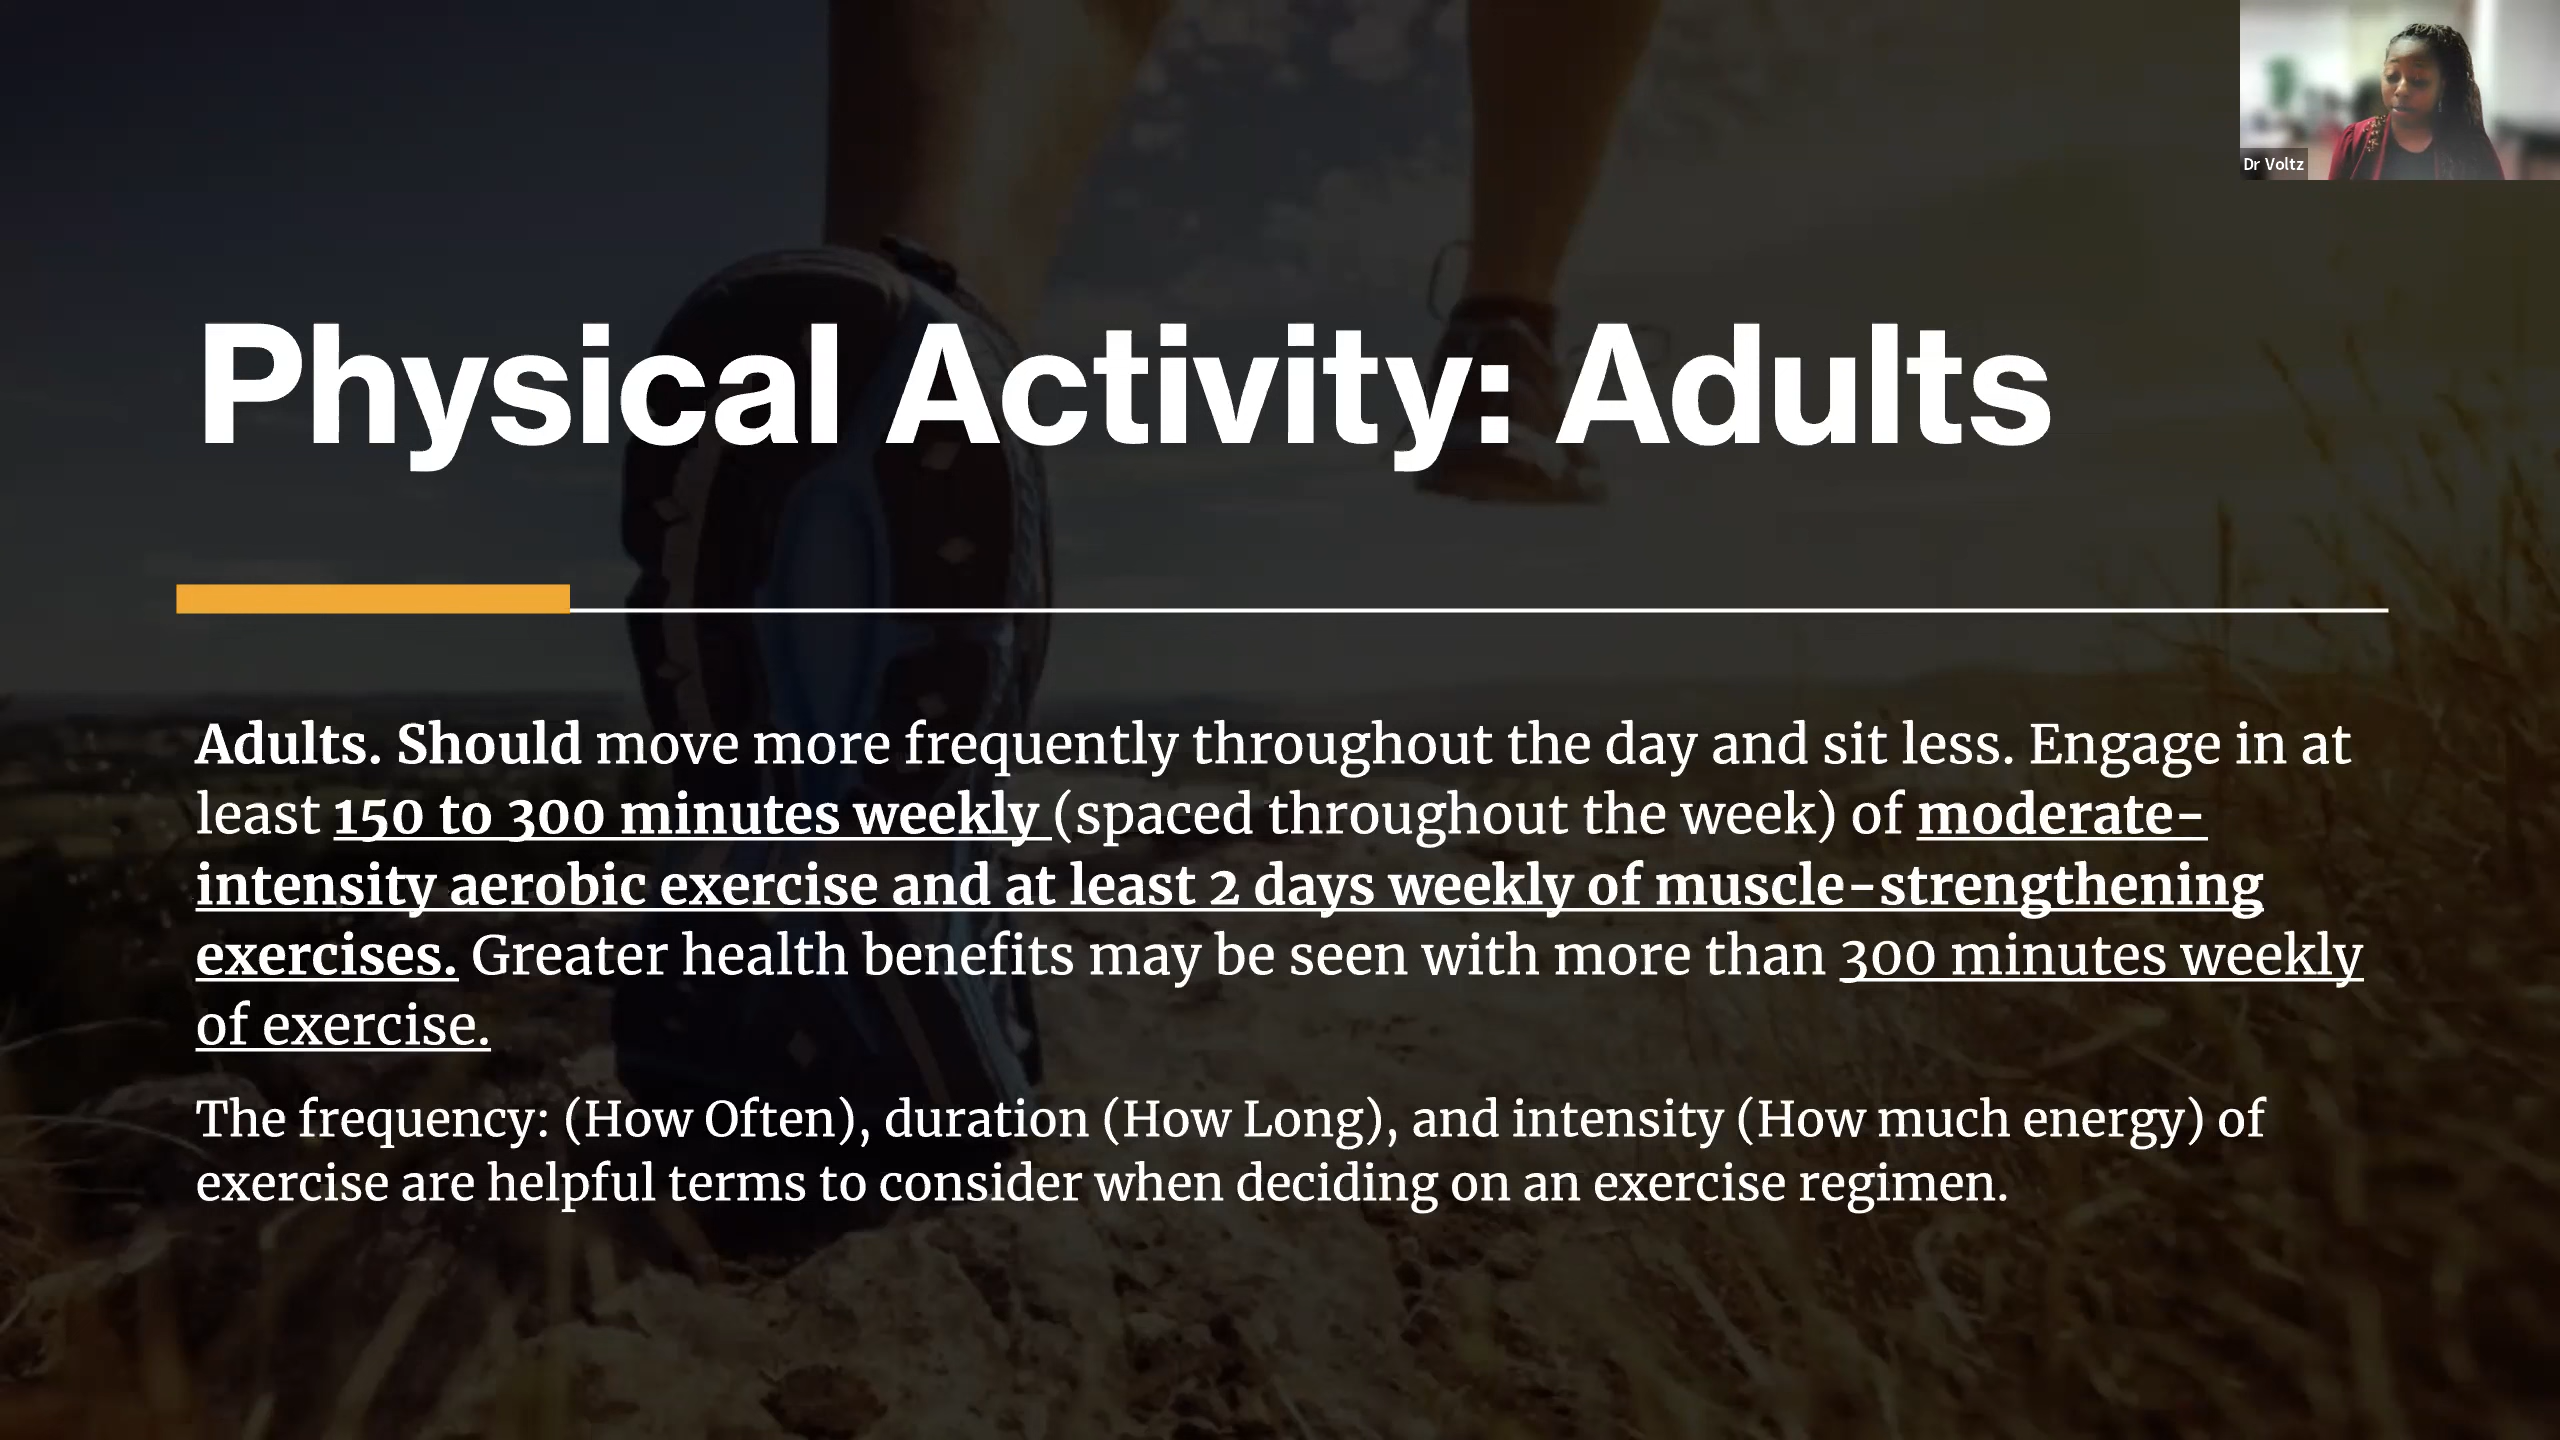 Dr Voltz
Physical Activity: Adults
Adults. Should move more frequently throughout the day and sit less. Engage in at
least 150 to 300 minutes weekly (spaced throughout the week) of moderate-
intensity aerobic exercise and at least 2 days weekly of muscle-strengthening
exercises. Greater health benefits may be seen with more than 300 minutes weekly
of exercise.
The frequency: (How Often), duration (How Long), and intensity (How much energy) of
exercise are helpful terms to consider when deciding on an exercise regimen.